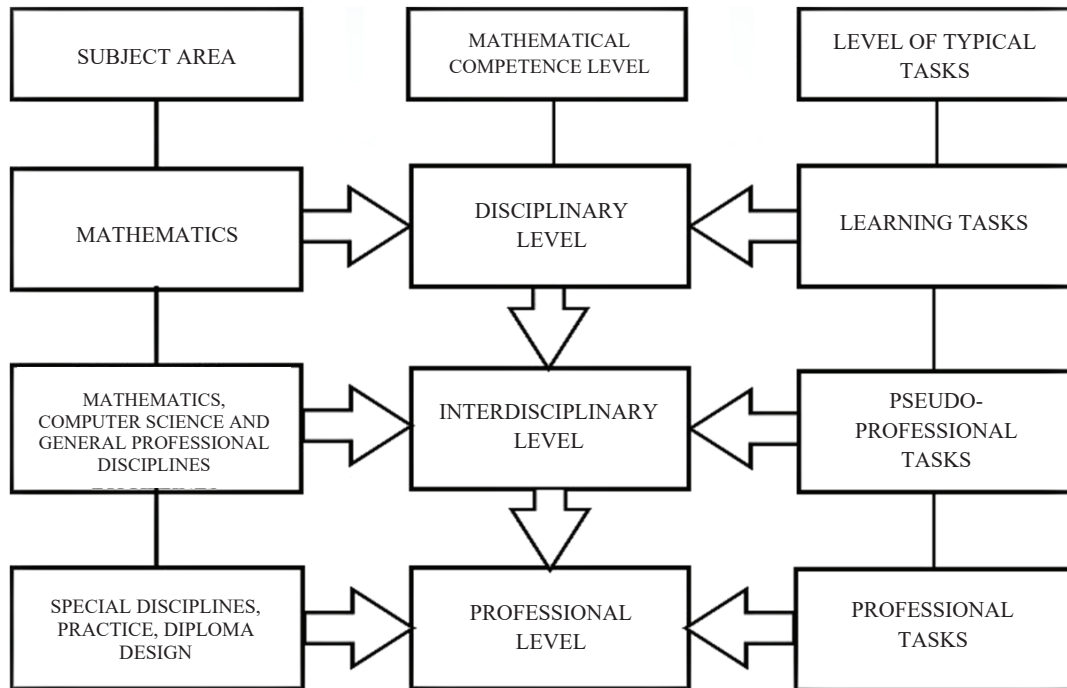 SUBJECT AREA
MATHEMATICAL
COMPETENCE LEVEL
LEVEL OF TYPICAL
TASKS
MATHEMATICS
DISCIPLINARY
LEVEL
LEARNING TASKS
MATHEMATICS,
COMPUTER SCIENCE AND
GENERAL PROFESSIONAL
DISCIPLINES
INTERDISCIPLINARY
LEVEL
PSEUDO-
PROFESSIONAL
TASKS
SPECIAL DISCIPLINES,
PRACTICE, DIPLOMA
DESIGN
PROFESSIONAL
LEVEL
PROFESSIONAL
TASKS